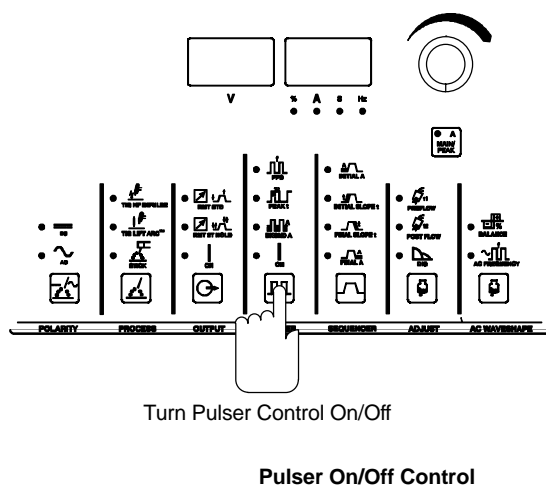 V
% A S Hz
A
MAIN/
PEAK
PPS
INITIAL A
TIG HF IMPULSE
RMT STD
PEAK t
INITIAL SLOPE t
PREFLOW
DC
TIG LIFT ARC™
RMT 2T HOLD
BKGND A
FINAL SLOPE t
POST FLOW
%
BALANCE
AC
STICK
ON
ON
FINAL A
DIG
AC FREQUENCY
POLARITY
PROCESS
OUTPUT
SEQUENCER
ADJUST
AC WAVESHAPE
Turn Pulser Control On/Off
Pulser On/Off Control